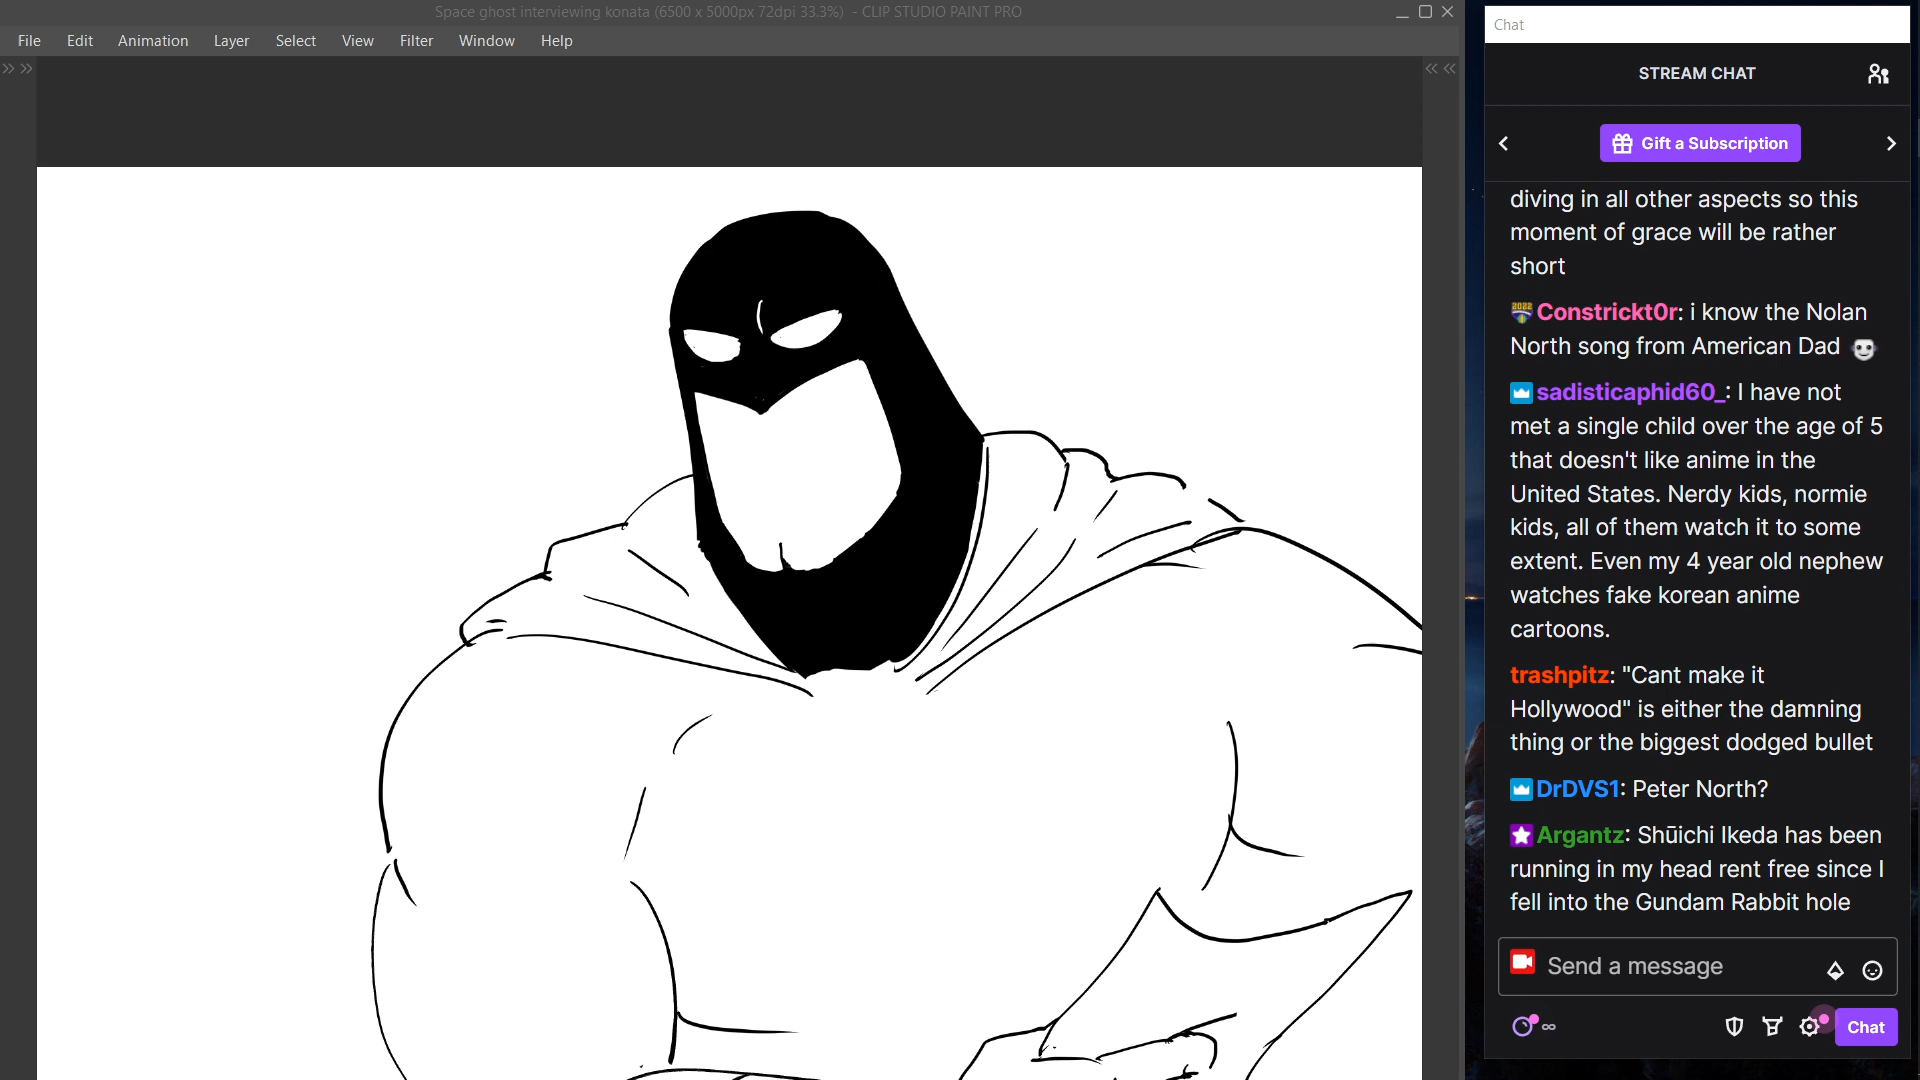 Space ghost interviewing konata (6500 x 5000px 72dpi 33.3%) - CLIP STUDIO PAINT PRO
File Edit Animation Layer Select View Filter Window Help
Chat
STREAM CHAT
Gift a Subscription
diving in all other aspects so this
moment of grace will be rather
short
2022 Constrickt0r: i know the Nolan
North song from American Dad
sadisticaphid60_: I have not
met a single child over the age of 5
that doesn't like anime in the
United States. Nerdy kids, normie
kids, all of them watch it to some
extent. Even my 4 year old nephew
watches fake korean anime
cartoons.
trashpitz: "Cant make it
Hollywood" is either the damning
thing or the biggest dodged bullet
DrDVS1: Peter North?
Argantz: Shūichi Ikeda has been
running in my head rent free since I
fell into the Gundam Rabbit hole
Send a message
∞
Chat